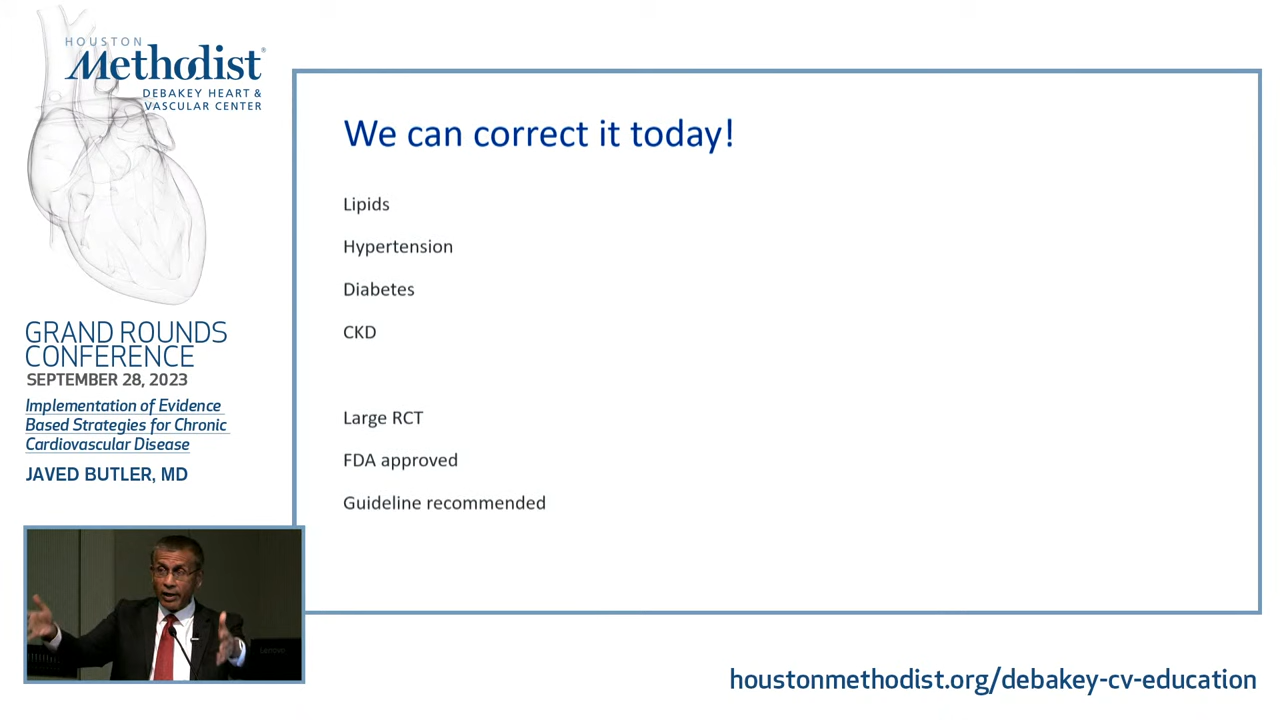 HOUSTON
Methodist
DEBAKEY HEART &
VASCULAR CENTER
GRAND ROUNDS
CONFERENCE
SEPTEMBER 28, 2023
Implementation of Evidence
Based Strategies for Chronic
Cardiovascular Disease
JAVED BUTLER, MD
We can correct it today!
Lipids
Hypertension
Diabetes
CKD
Large RCT
FDA approved
Guideline recommended
houstonmethodist.org/debakey-cv-education